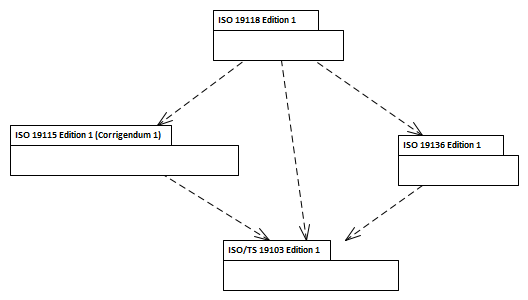 ISO 19118 Edition 1
ISO 19115 Edition 1 (Corrigendum 1)
ISO 19136 Edition 1
ISO/TS 19103 Edition 1